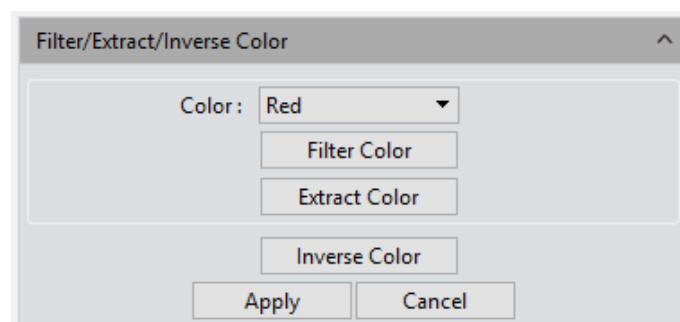 Filter/Extract/Inverse Color
Color: Red
Filter Color
Extract Color
Inverse Color
Apply Cancel